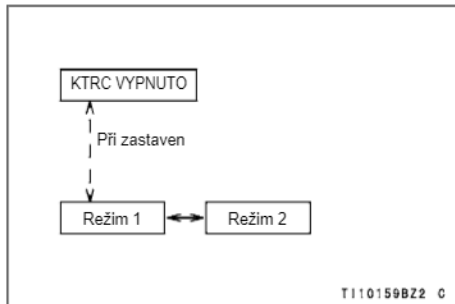 KTRC VYPNUTO
Při zastaven
Režim 1
Režim 2
TI10159BZ2 C